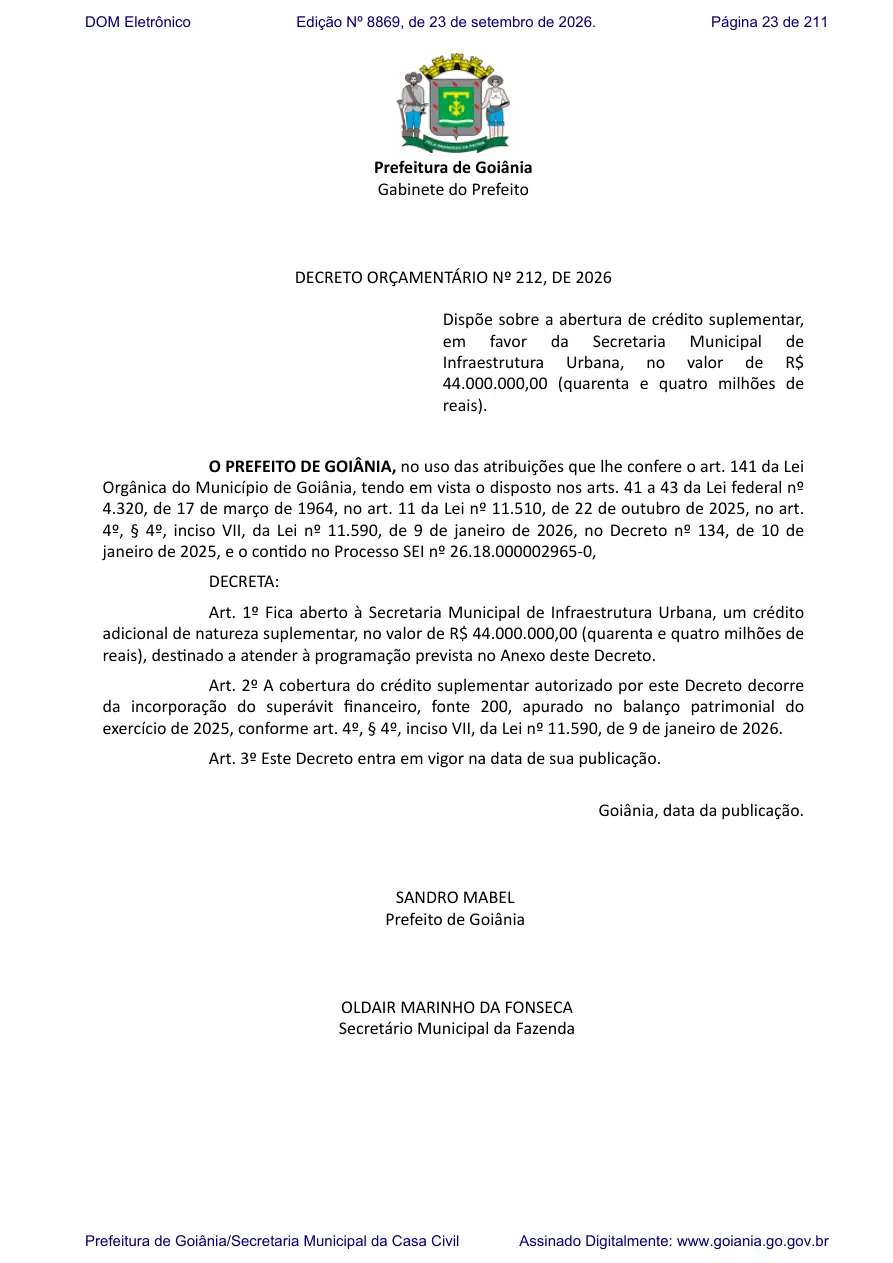 DOM Eletrônico Edição Nº 8869, de 23 de setembro de 2026. Página 23 de 211
PELA GRANDEZA DA PÁTRIA
Prefeitura de Goiânia
Gabinete do Prefeito
DECRETO ORÇAMENTÁRIO Nº 212, DE 2026
Dispõe sobre a abertura de crédito suplementar,
em favor da Secretaria Municipal de
Infraestrutura Urbana, no valor de R$
44.000.000,00 (quarenta e quatro milhões de
reais).
O PREFEITO DE GOIÂNIA, no uso das atribuições que lhe confere o art. 141 da Lei
Orgânica do Município de Goiânia, tendo em vista o disposto nos arts. 41 a 43 da Lei federal nº
4.320, de 17 de março de 1964, no art. 11 da Lei nº 11.510, de 22 de outubro de 2025, no art.
4º, § 4º, inciso VII, da Lei nº 11.590, de 9 de janeiro de 2026, no Decreto nº 134, de 10 de
janeiro de 2025, e o contido no Processo SEI nº 26.18.000002965-0,
DECRETA:
Art. 1º Fica aberto à Secretaria Municipal de Infraestrutura Urbana, um crédito
adicional de natureza suplementar, no valor de R$ 44.000.000,00 (quarenta e quatro milhões de
reais), destinado a atender à programação prevista no Anexo deste Decreto.
Art. 2º A cobertura do crédito suplementar autorizado por este Decreto decorre
da incorporação do superávit financeiro, fonte 200, apurado no balanço patrimonial do
exercício de 2025, conforme art. 4º, § 4º, inciso VII, da Lei nº 11.590, de 9 de janeiro de 2026.
Art. 3º Este Decreto entra em vigor na data de sua publicação.
Goiânia, data da publicação.
SANDRO MABEL
Prefeito de Goiânia
OLDAIR MARINHO DA FONSECA
Secretário Municipal da Fazenda
Prefeitura de Goiânia/Secretaria Municipal da Casa Civil Assinado Digitalmente: www.goiania.go.gov.br